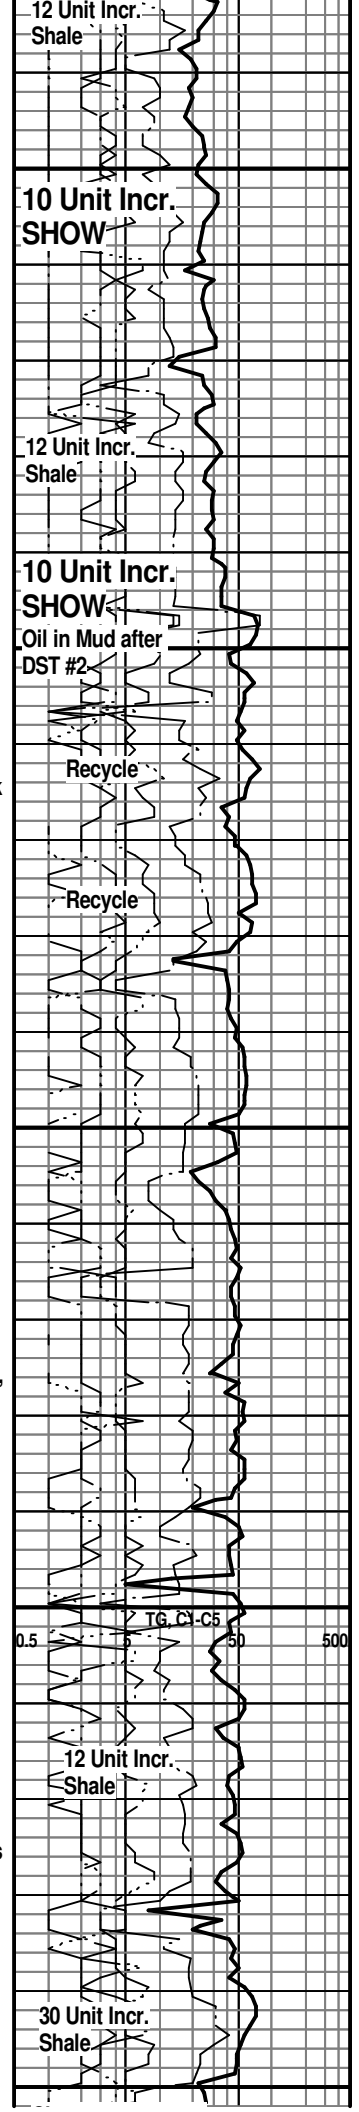 12 Unit Incr.
Shale
10 Unit Incr.
SHOW
12 Unit Incr.
Shale
10 Unit Incr.
SHOW
Oil in Mud after
DST #2
Recycle
Recycle
TG, C1-C5
0.5 5 50 500
12 Unit Incr.
Shale
30 Unit Incr.
Shale